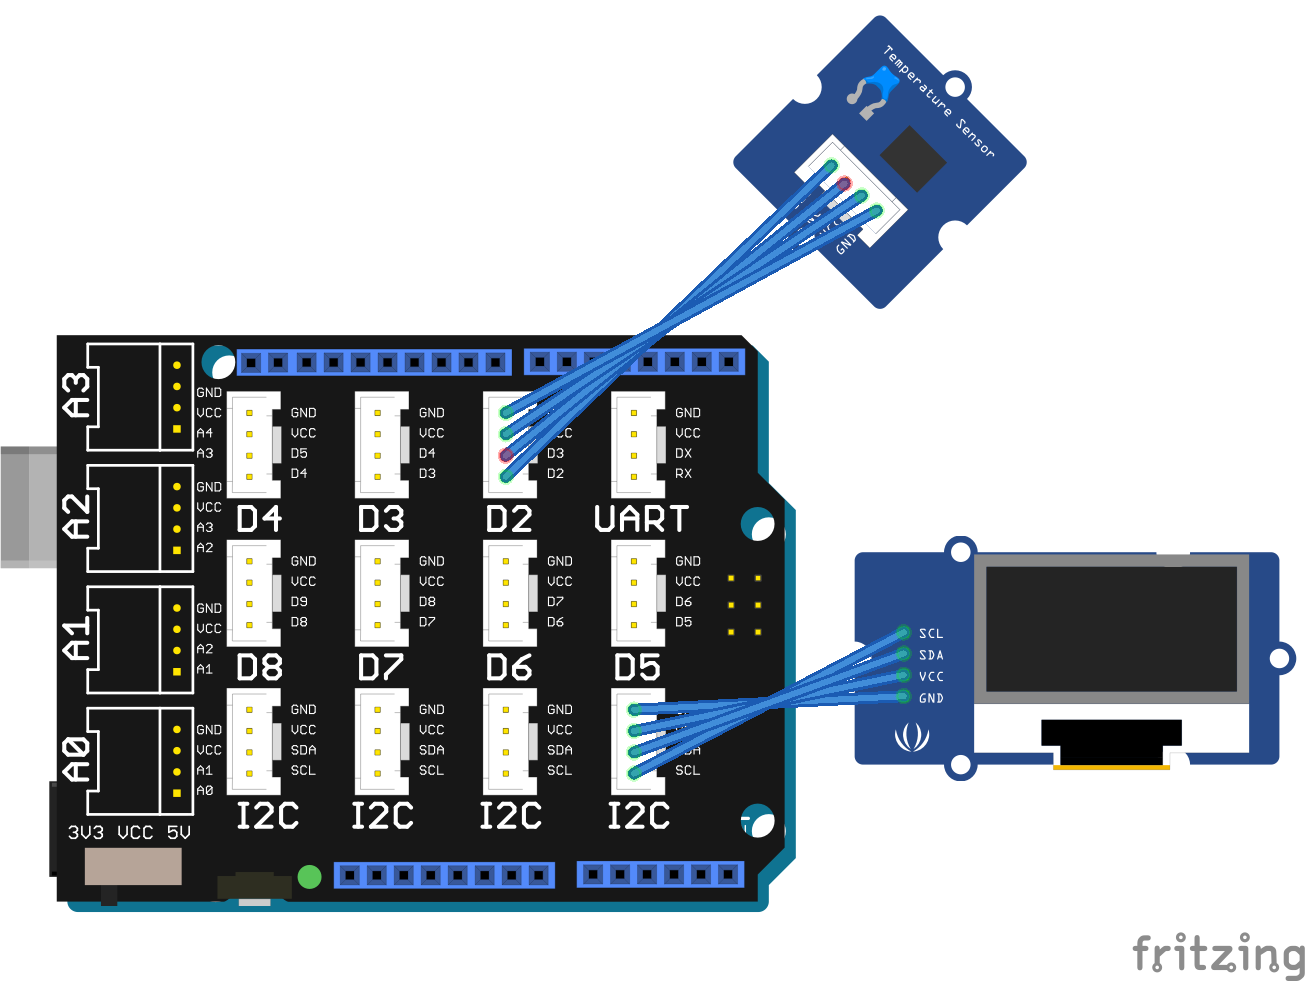 Temperature Sensor
NC
VCC
GND
A3
GND
VCC
A4
A3
A2
GND
VCC
A3
A2
A1
GND
VCC
A2
A1
A0
GND
VCC
A1
A0
3V3 VCC 5V
GND
VCC
D5
D4
D4
GND
VCC
D4
D3
D3
D3
D2
D2
GND
VCC
DX
RX
UART
GND
VCC
D9
D8
D8
GND
VCC
D8
D7
D7
GND
VCC
D7
D6
D6
GND
VCC
D6
D5
D5
GND
VCC
SDA
SCL
I2C
GND
VCC
SDA
SCL
I2C
GND
VCC
SDA
SCL
I2C
SCL
I2C
SCL
SDA
VCC
GND
fritzing